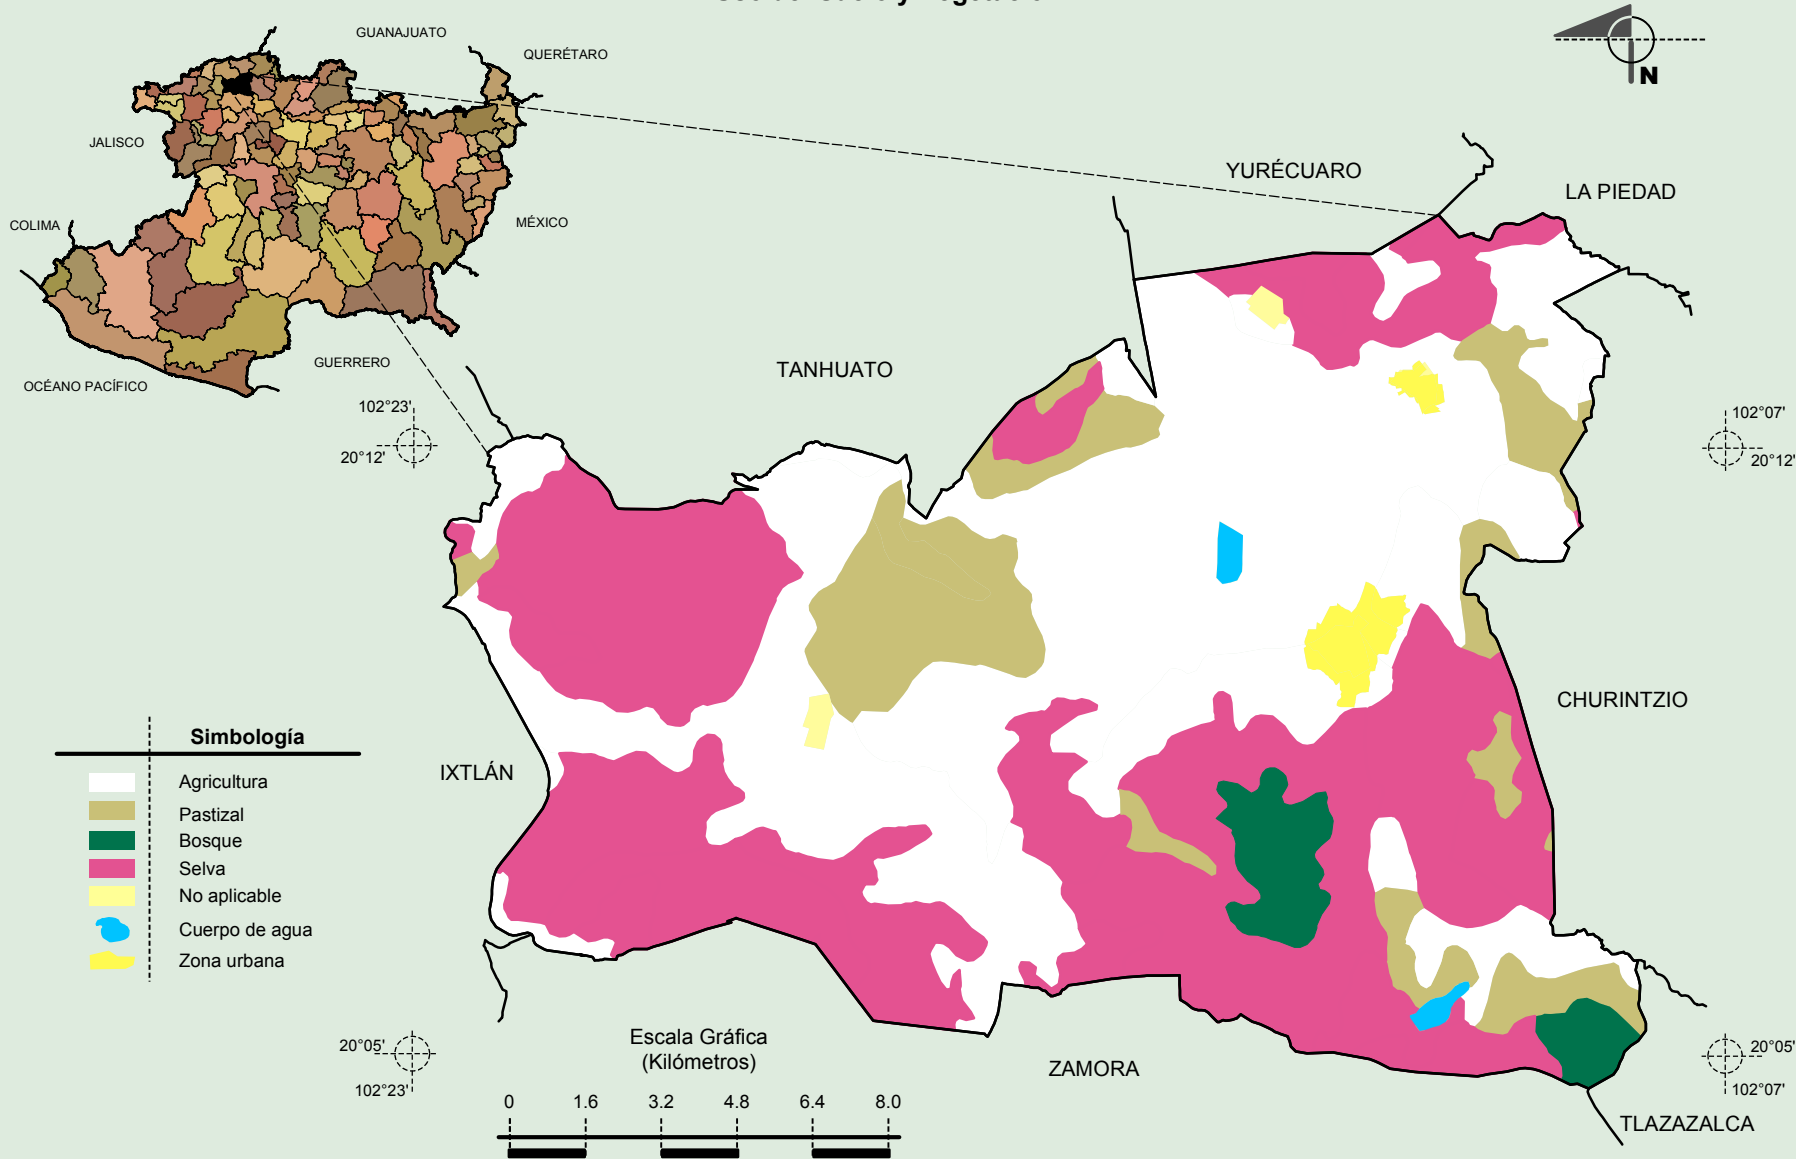 GUANAJUATO
QUERÉTARO
N
JALISCO
YURÉCUARO
LA PIEDAD
COLIMA
MÉXICO
GUERRERO
TANHUATO
OCÉANO PACÍFICO
102°23'
20°12'
102°07'
20°12'
CHURINTZIO
Simbología
IXTLÁN
Agricultura
Pastizal
Bosque
Selva
No aplicable
Cuerpo de agua
Zona urbana
Escala Gráfica
(Kilómetros)
20°05'
102°23'
20°05'
102°07'
ZAMORA
0 1.6 3.2 4.8 6.4 8.0
TLAZAZALCA